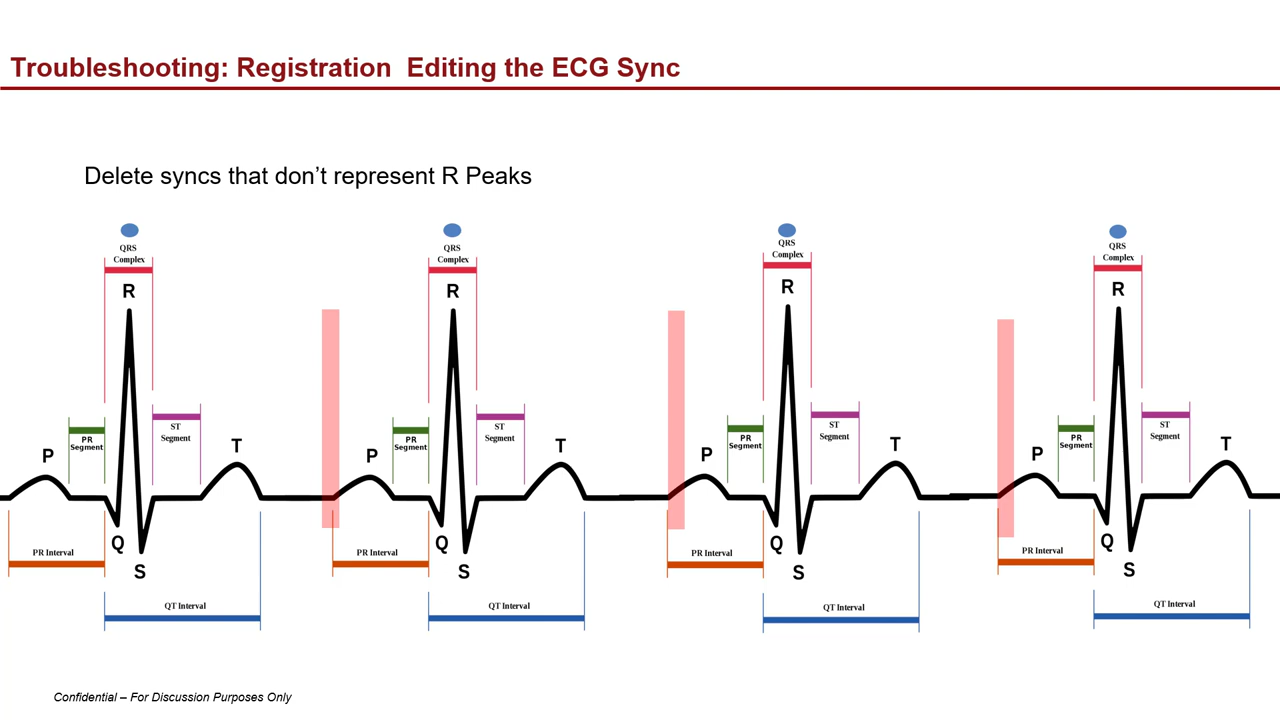 Troubleshooting: Registration  Editing the ECG Sync
Delete syncs that don’t represent R Peaks
QRS
Complex
R
P
PR
Segment
ST
Segment
T
Q
S
PR Interval
QT Interval
QRS
Complex
R
P
PR
Segment
ST
Segment
T
Q
S
PR Interval
QT Interval
QRS
Complex
R
P
PR
Segment
ST
Segment
T
Q
S
PR Interval
QT Interval
QRS
Complex
R
P
PR
Segment
ST
Segment
T
Q
S
PR Interval
QT Interval
Confidential – For Discussion Purposes Only